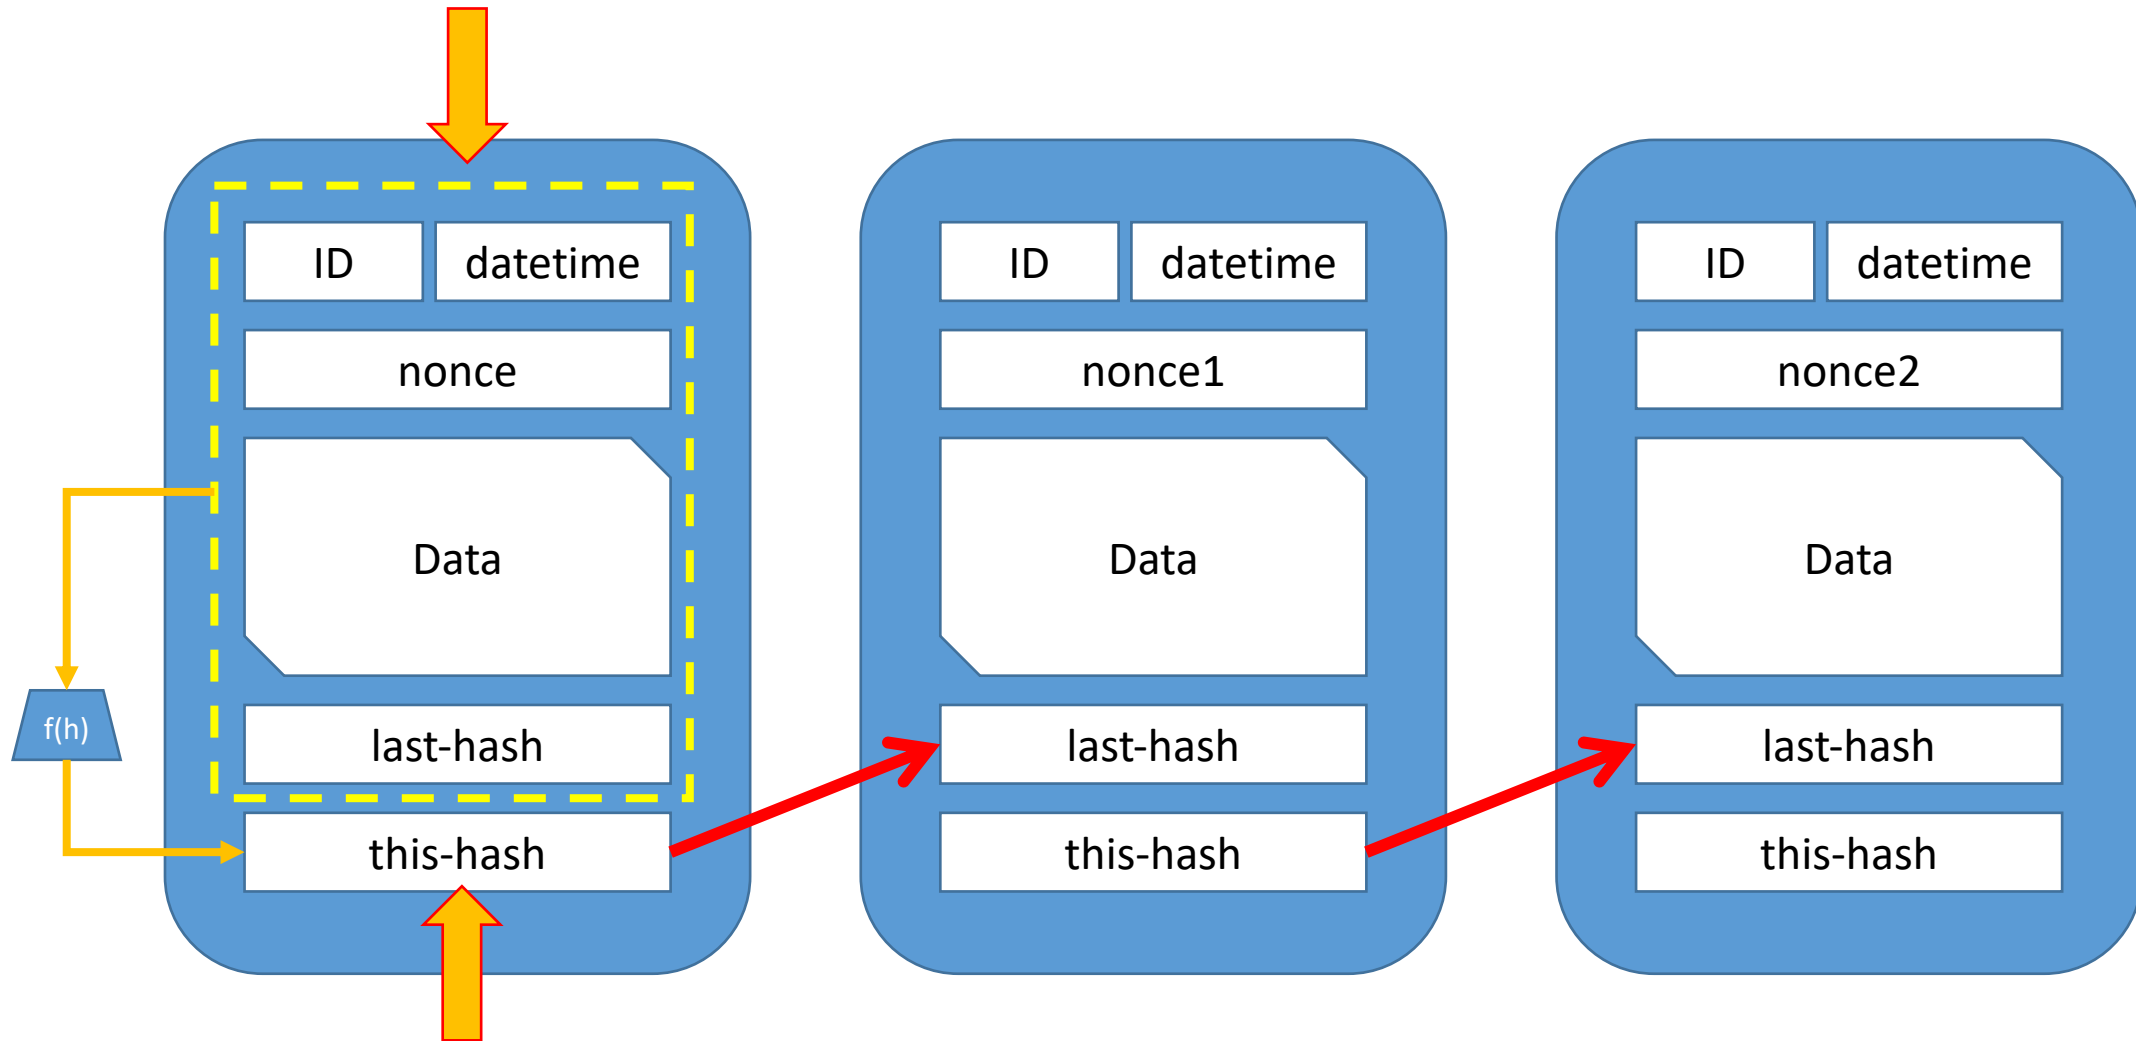 ID
datetime
nonce
Data
last-hash
this-hash
f(h)
ID
datetime
nonce1
Data
last-hash
this-hash
ID
datetime
nonce2
Data
last-hash
this-hash